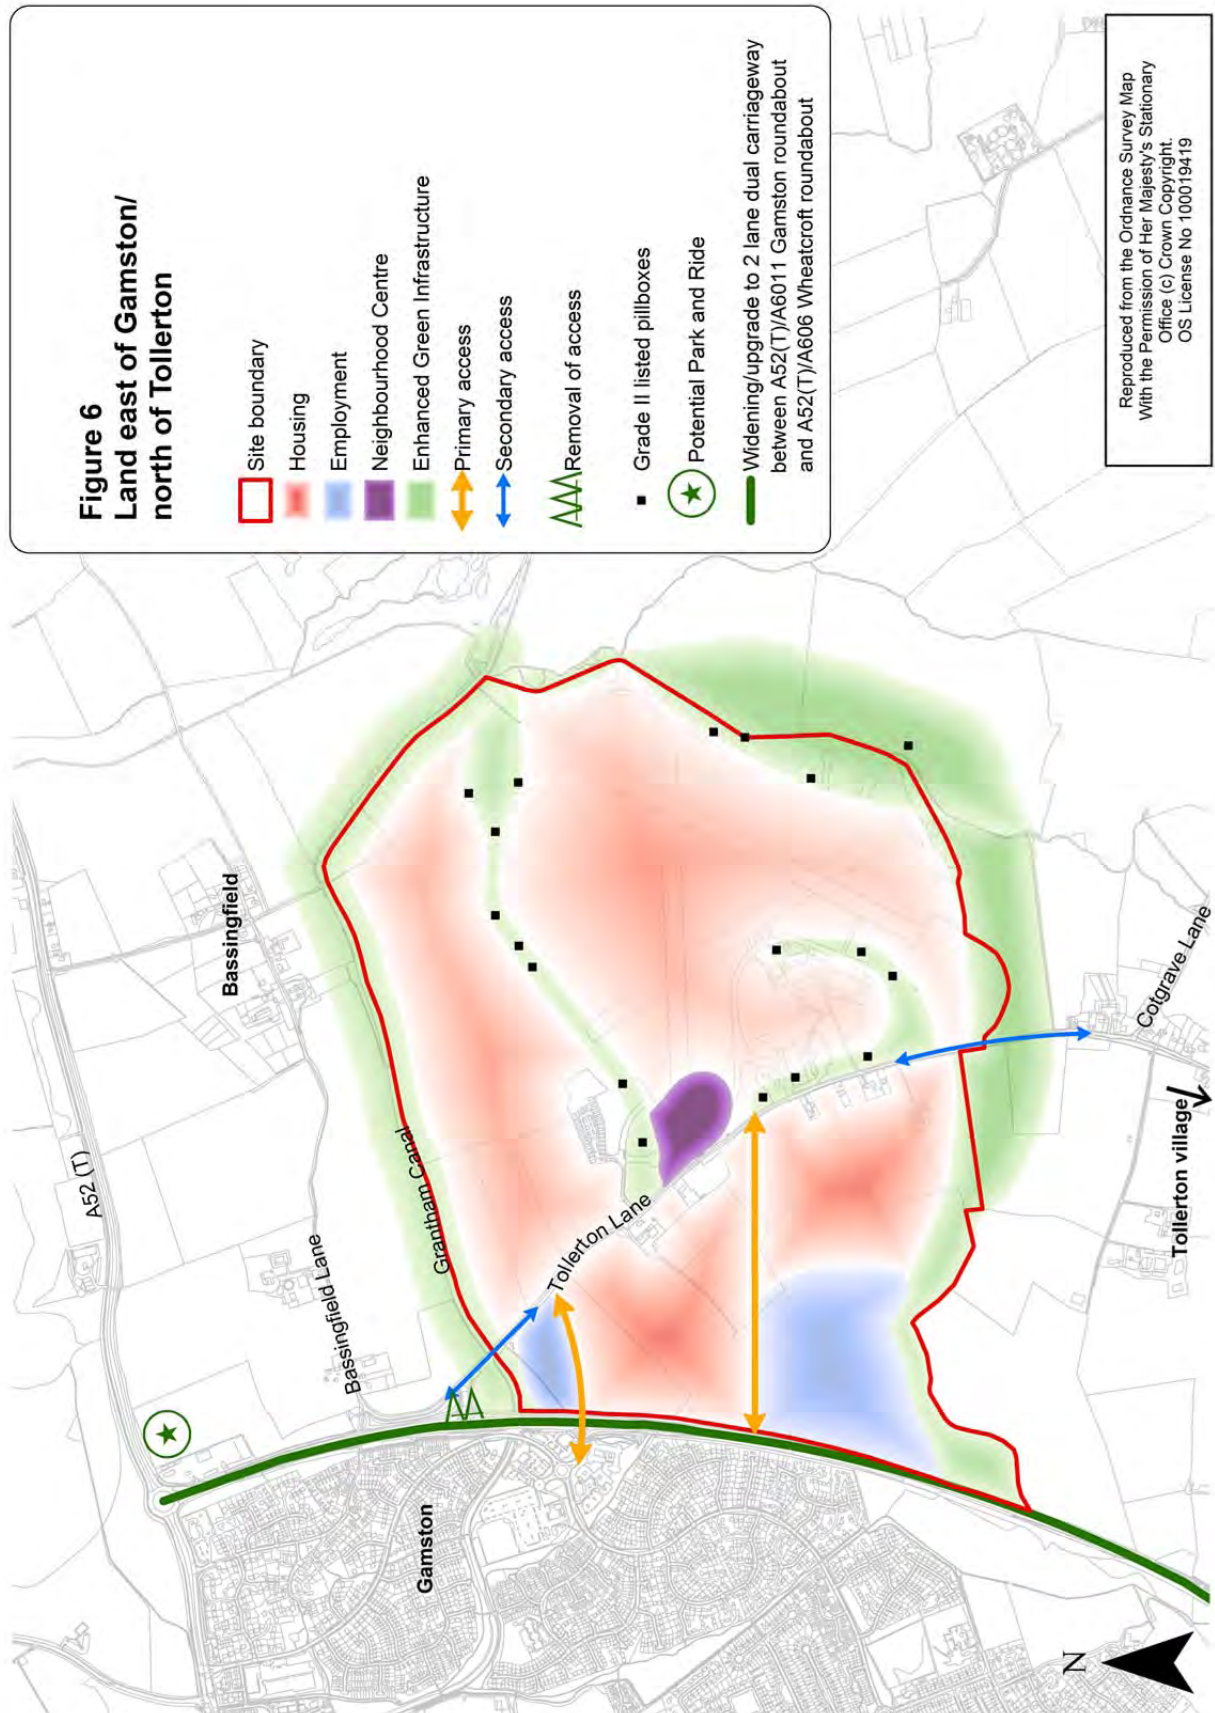 Figure 6
Land east of Gamston/
north of Tollerton
Site boundary
Housing
Employment
Neighbourhood Centre
Enhanced Green Infrastructure
Primary access
Secondary access
Removal of access
Grade II listed pillboxes
Potential Park and Ride
Widening/upgrade to 2 lane dual carriageway
between A52(T)/A6011 Gamston roundabout
and A52(T)/A606 Wheatcroft roundabout
A52 (T)
Bassingfield
Bassingfield Lane
Grantham Canal
Gamston
Tollerton Lane
Cotgrave Lane
Tollerton village
N
Reproduced from the Ordnance Survey Map
With the Permission of Her Majesty's Stationary
Office (c) Crown Copyright.
OS License No 100019419